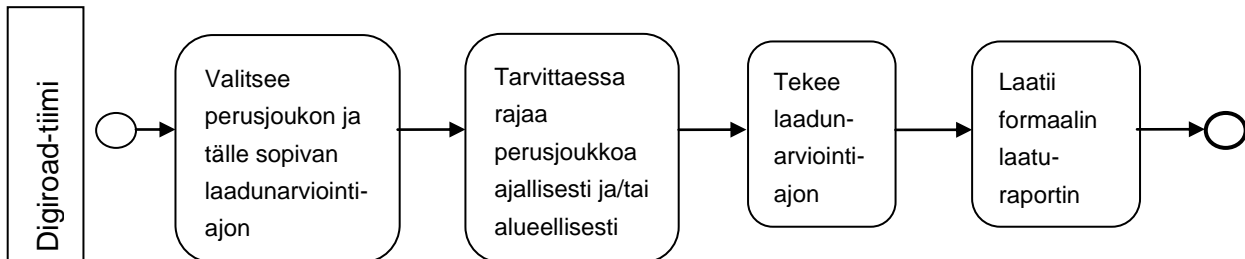 Digiroad-tiimi
Valitsee
perusjoukon ja
tälle sopivan
laadunarviointi-
ajon
Tarvittaessa
rajaa
perusjoukkoa
ajallisesti ja/tai
alueellisesti
Tekee
laadun-
arviointi-
ajon
Laatii
formaalin
laatu-
raportin